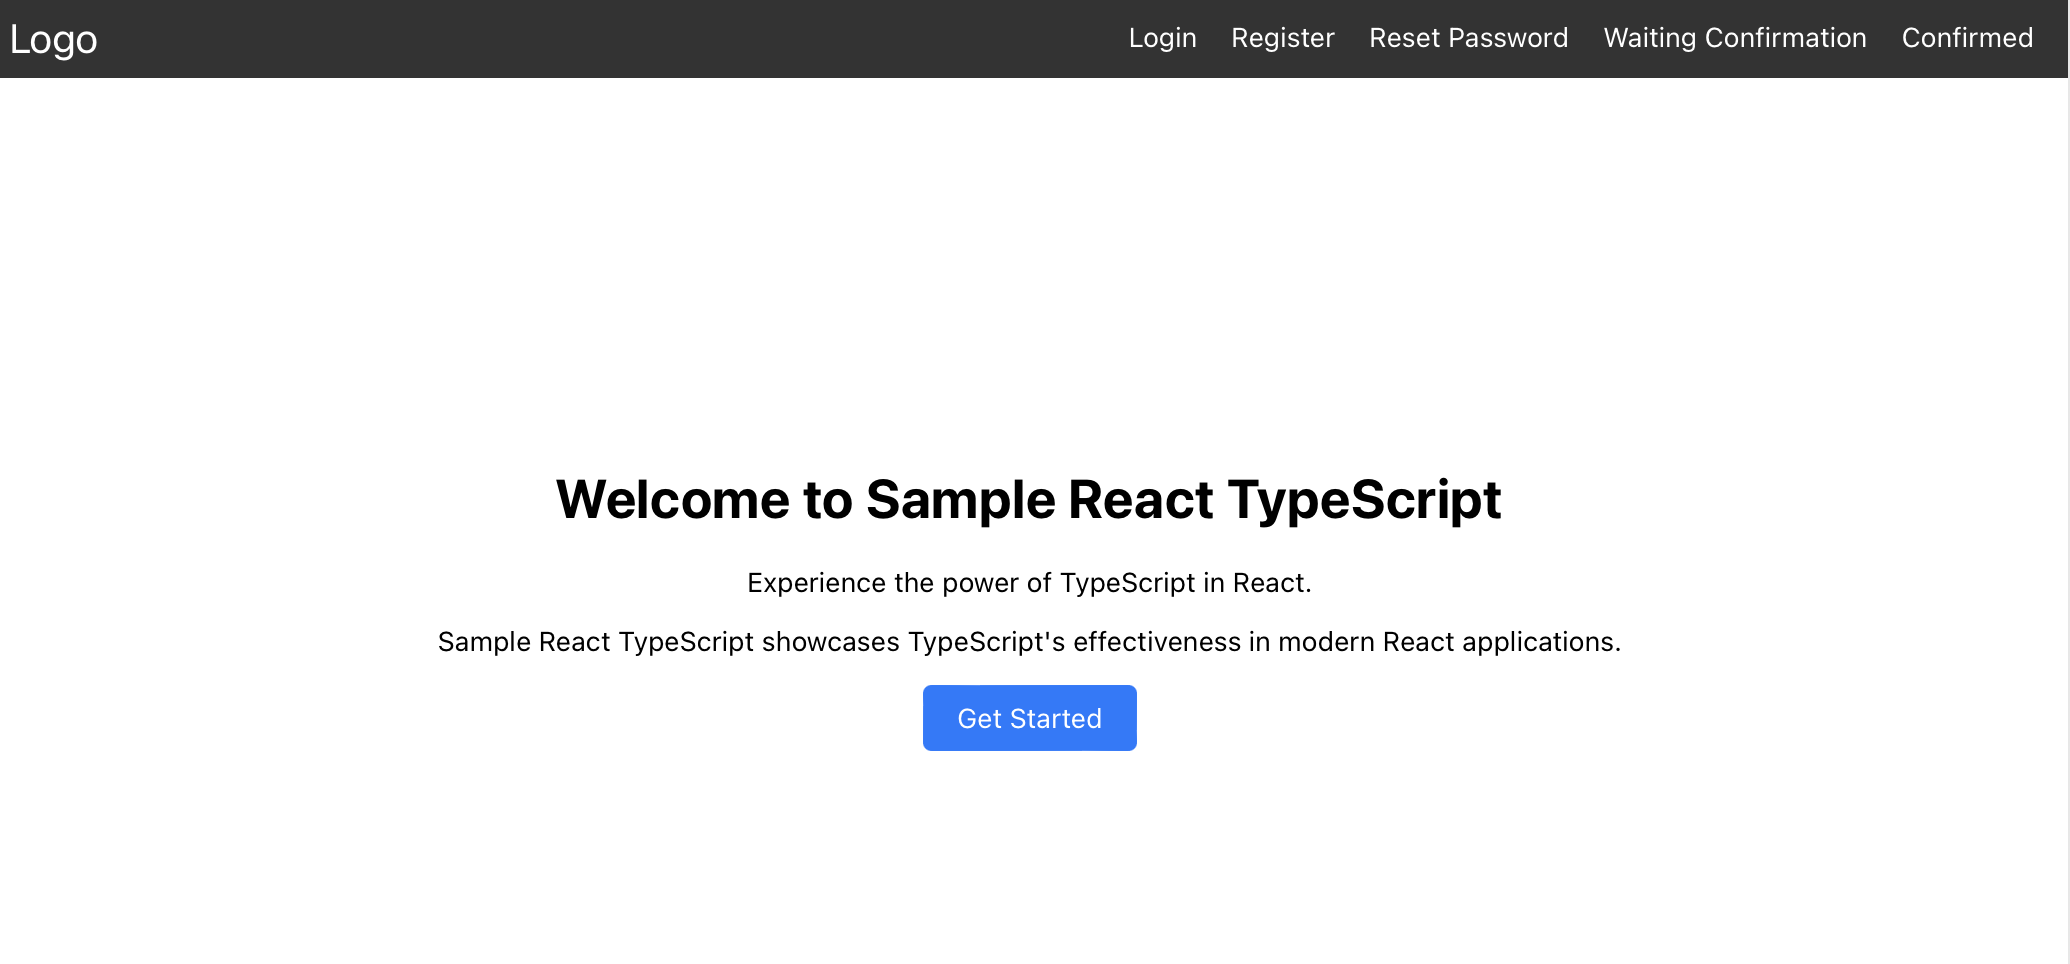 Logo Login Register Reset Password Waiting Confirmation Confirmed
Welcome to Sample React TypeScript
Experience the power of TypeScript in React.
Sample React TypeScript showcases TypeScript's effectiveness in modern React applications.
Get Started